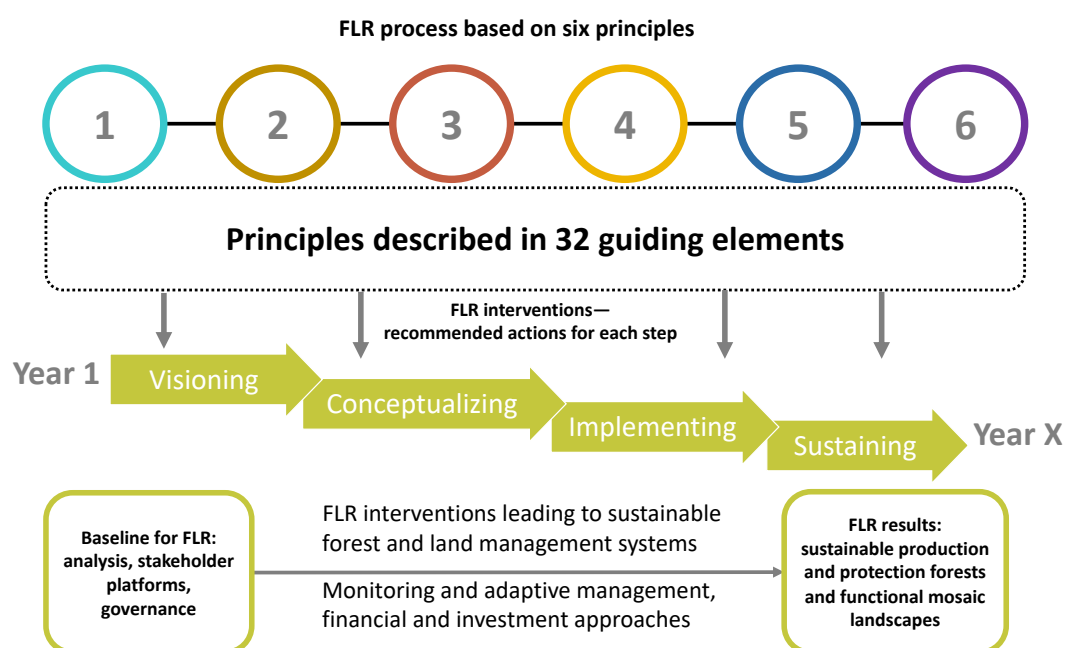 FLR process based on six principles
1 2 3 4 5 6
Principles described in 32 guiding elements
FLR interventions—
recommended actions for each step
Year 1
Visioning
Conceptualizing
Implementing
Sustaining
Year X
Baseline for FLR:
analysis, stakeholder
platforms,
governance
FLR interventions leading to sustainable
forest and land management systems
Monitoring and adaptive management,
financial and investment approaches
FLR results:
sustainable production
and protection forests
and functional mosaic
landscapes